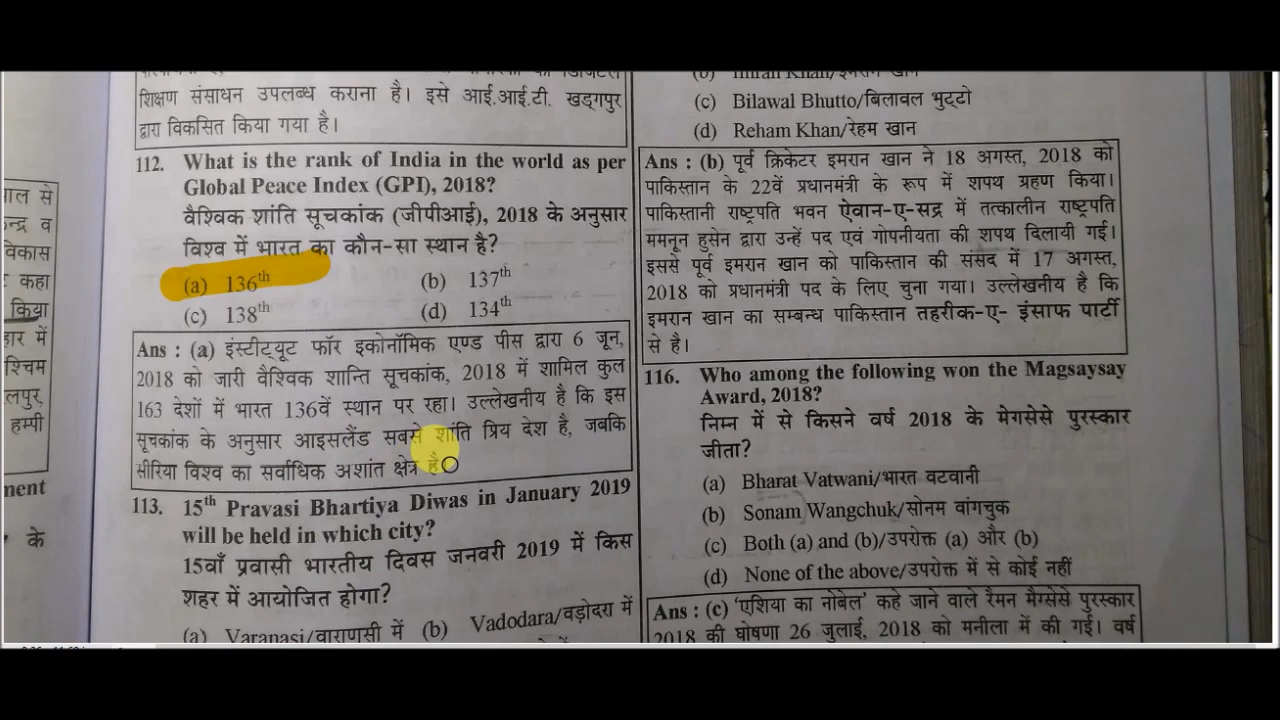 शिक्षण संसाधन उपलब्ध कराना है। इसे आई.आई.टी. खड़गपुर
द्वारा विकसित किया गया है।
112. What is the rank of India in the world as per
Global Peace Index (GPI), 2018?
वैश्विक शांति सूचकांक (जीपीआई), 2018 के अनुसार
विश्व में भारत का कौन-सा स्थान है?
(a) 136th (b) 137th
(c) 138th (d) 134th
Ans : (a) इंस्टीट्यूट फॉर इकोनॉमिक एण्ड पीस द्वारा 6 जून,
2018 को जारी वैश्विक शान्ति सूचकांक, 2018 में शामिल कुल
163 देशों में भारत 136वें स्थान पर रहा। उल्लेखनीय है कि इस
सूचकांक के अनुसार आइसलैंड सबसे शांति प्रिय देश है, जबकि
सीरिया विश्व का सर्वाधिक अशांत क्षेत्र है
113. 15th Pravasi Bhartiya Diwas in January 2019
will be held in which city?
15वाँ प्रवासी भारतीय दिवस जनवरी 2019 में किस
शहर में आयोजित होगा?
(a) Varanasi/वाराणसी में (b) Vadodara/वड़ोदरा में
(b) Imran Khan/इमरान खान
(c) Bilawal Bhutto/बिलावल भुट्टो
(d) Reham Khan/रेहम खान
Ans : (b) पूर्व क्रिकेटर इमरान खान ने 18 अगस्त, 2018 को
पाकिस्तान के 22वें प्रधानमंत्री के रूप में शपथ ग्रहण किया।
पाकिस्तानी राष्ट्रपति भवन ऐवान-ए-सद्र में तत्कालीन राष्ट्रपति
ममनून हुसेन द्वारा उन्हें पद एवं गोपनीयता की शपथ दिलायी गई।
इससे पूर्व इमरान खान को पाकिस्तान की संसद में 17 अगस्त,
2018 को प्रधानमंत्री पद के लिए चुना गया। उल्लेखनीय है कि
इमरान खान का सम्बन्ध पाकिस्तान तहरीक-ए- इंसाफ पार्टी
से है।
116. Who among the following won the Magsaysay
Award, 2018?
निम्न में से किसने वर्ष 2018 के मेगसेसे पुरस्कार
जीता?
(a) Bharat Vatwani/भारत वटवानी
(b) Sonam Wangchuk/सोनम वांगचुक
(c) Both (a) and (b)/उपरोक्त (a) और (b)
(d) None of the above/उपरोक्त में से कोई नहीं
Ans : (c) 'एशिया का नोबेल' कहे जाने वाले रैमन मैग्सेसे पुरस्कार
2018 की घोषणा 26 जुलाई, 2018 को मनीला में की गई। वर्ष